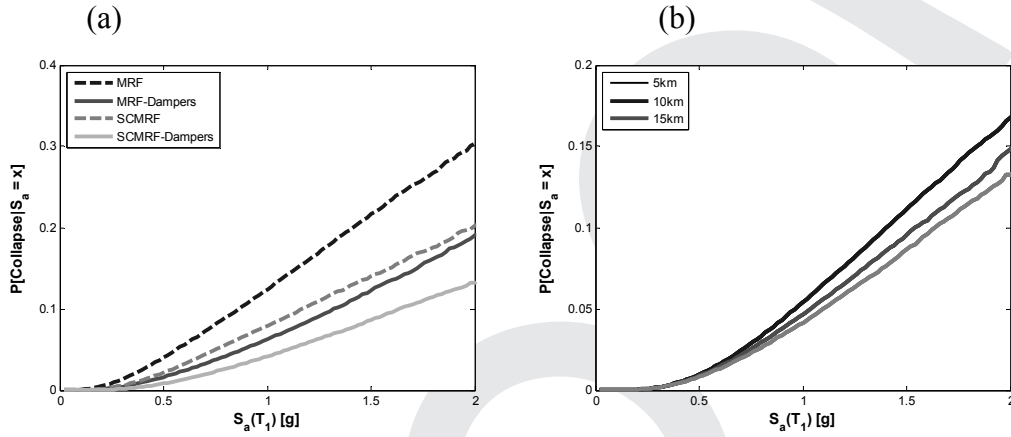 (a)
0.4
0.3
0.2
0.1
0
0
0.5
1
1.5
2
P[Collapse|Sa = x]
Sa(T1) [g]
MRF
MRF-Dampers
SCMRF
SCMRF-Dampers
(b)
0.2
0.15
0.1
0.05
0
0
0.5
1
1.5
2
P[Collapse|Sa = x]
Sa(T1) [g]
5km
10km
15km